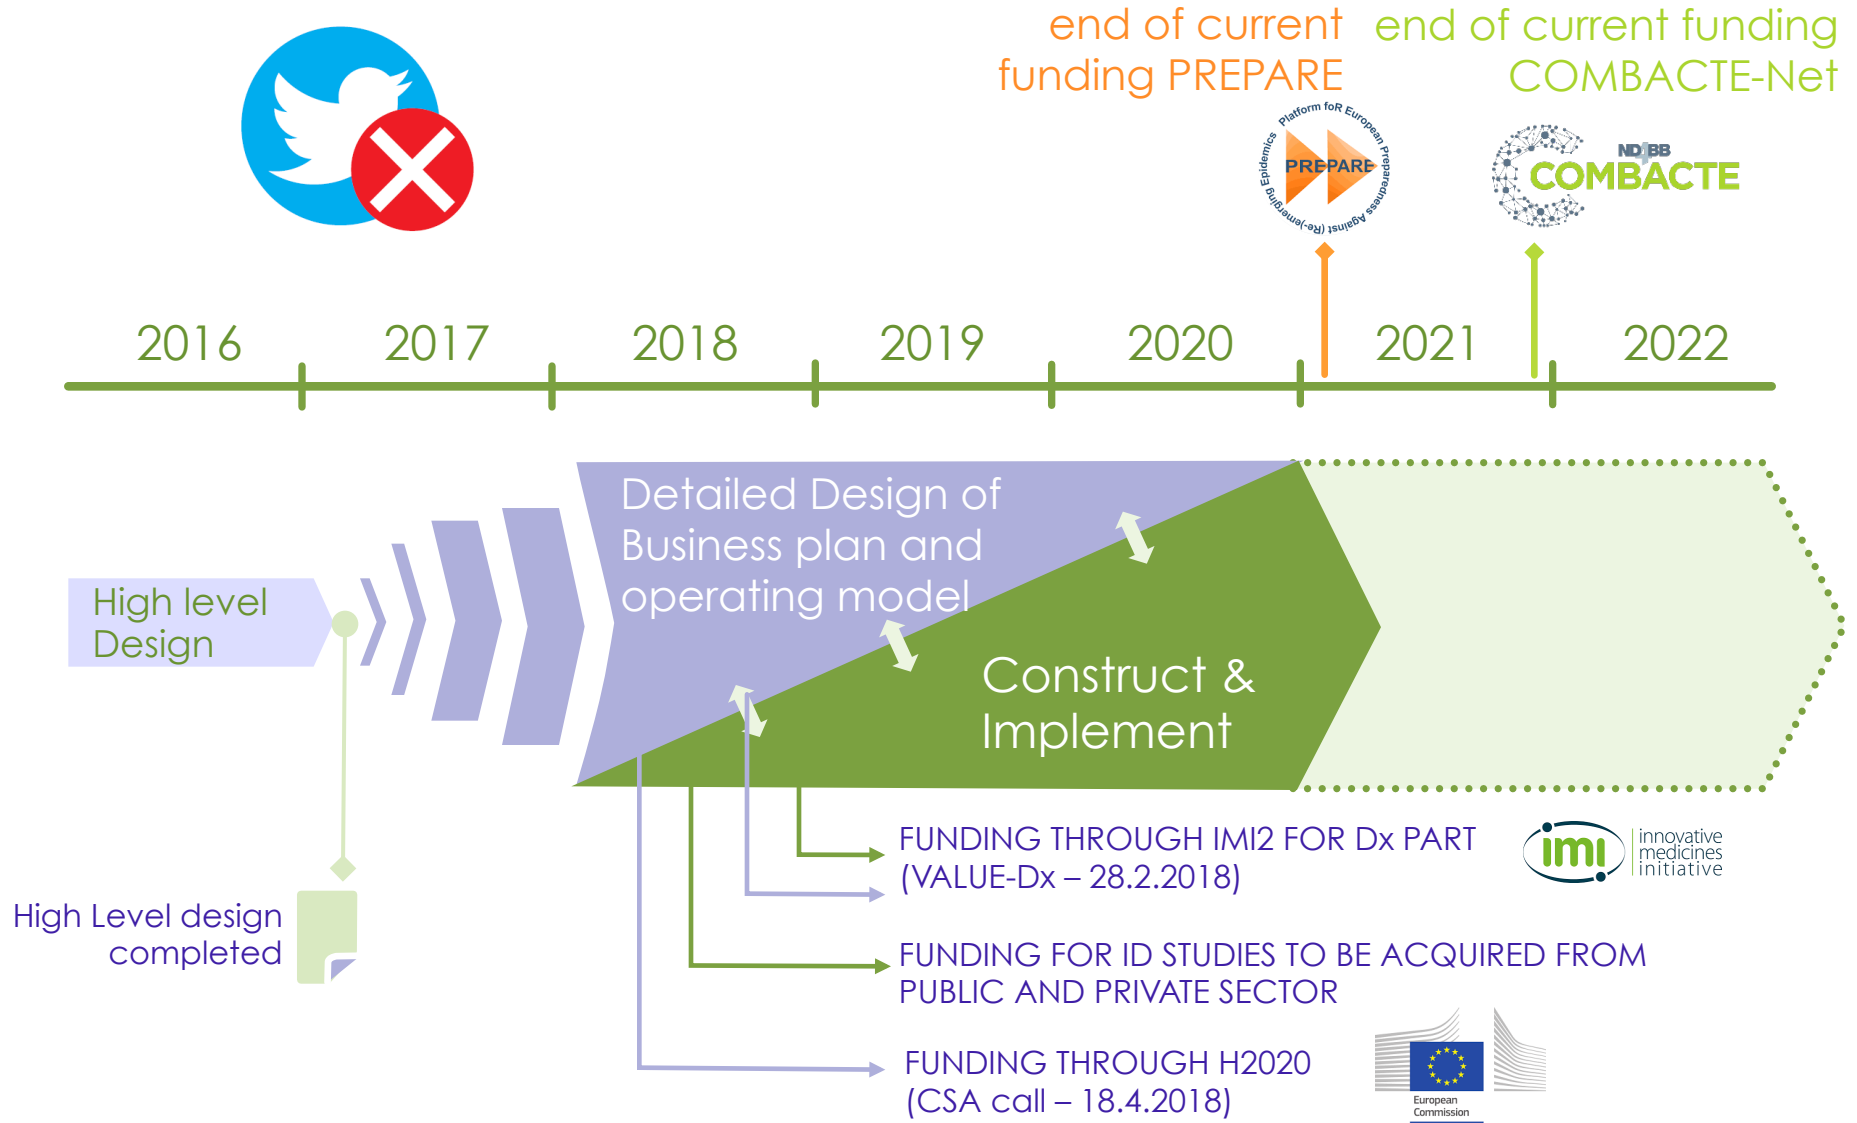 end of current
funding PREPARE
end of current funding
COMBACTE-Net
Platform foR European Preparedness Against (Re-)emerging Epidemics
PREPARE
ND4BB
COMBACTE
2016
2017
2018
2019
2020
2021
2022
Detailed Design of
Business plan and
operating model
High level
Design
Construct &
Implement
High Level design
completed
FUNDING THROUGH IMI2 FOR Dx PART
(VALUE-Dx – 28.2.2018)
imi
innovative
medicines
initiative
FUNDING FOR ID STUDIES TO BE ACQUIRED FROM
PUBLIC AND PRIVATE SECTOR
FUNDING THROUGH H2020
(CSA call – 18.4.2018)
European
Commission